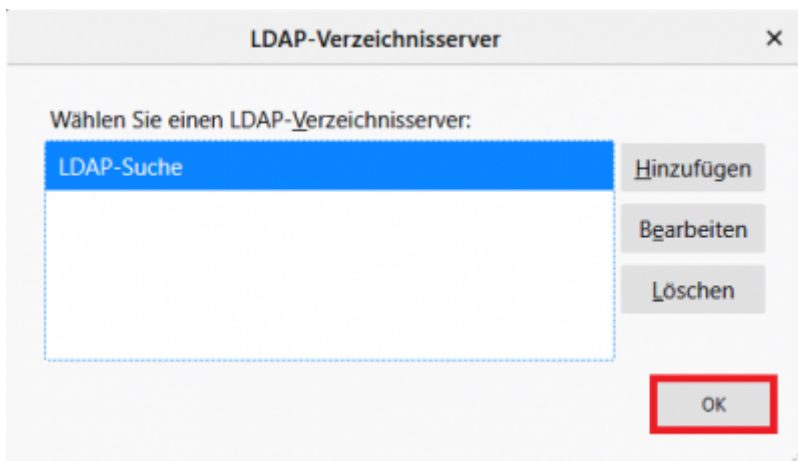 LDAP-Verzeichnisserver
Wählen Sie einen LDAP-Verzeichnisserver:
LDAP-Suche
Hinzufügen
Bearbeiten
Löschen
OK